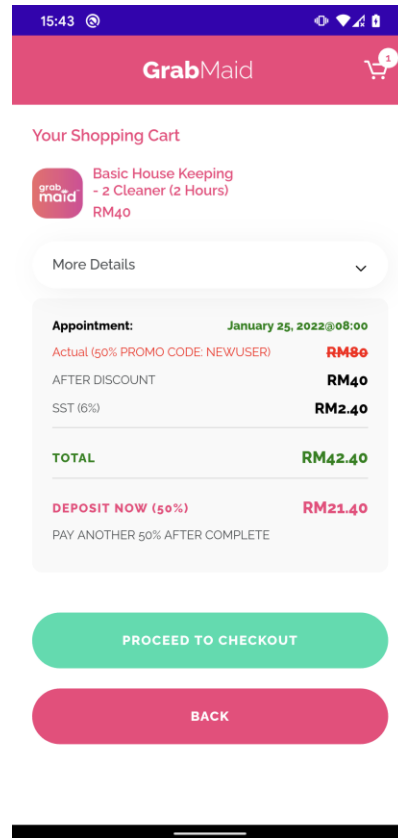 15:43
GrabMaid
1
Your Shopping Cart
grab
maid
Basic House Keeping
- 2 Cleaner (2 Hours)
RM40
More Details
Appointment: January 25, 2022@08:00
Actual (50% PROMO CODE: NEWUSER) RM80
AFTER DISCOUNT RM40
SST (6%) RM2.40
TOTAL RM42.40
DEPOSIT NOW (50%) RM21.40
PAY ANOTHER 50% AFTER COMPLETE
PROCEED TO CHECKOUT
BACK